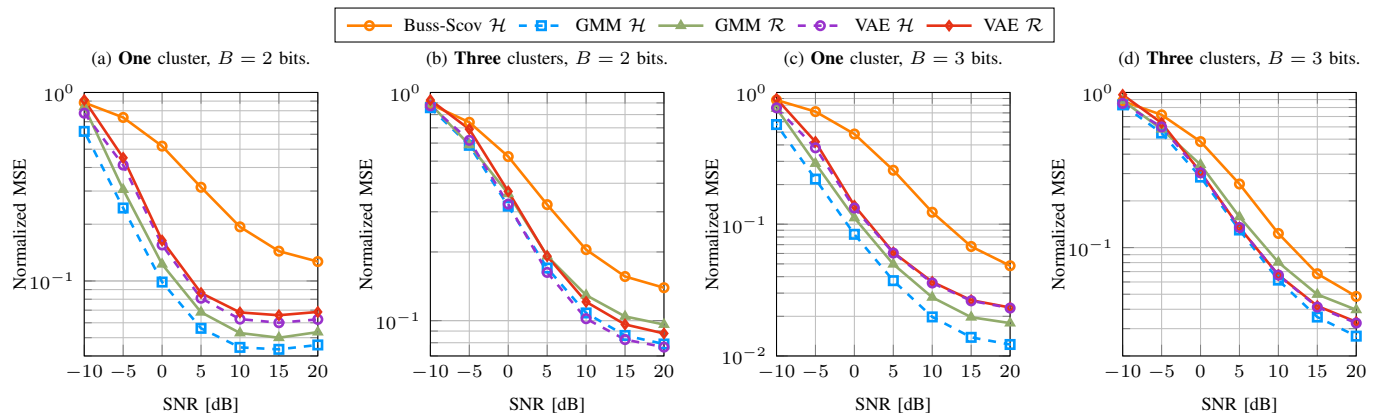 Buss-Scov ℋ GMM ℋ GMM ℛ VAE ℋ VAE ℛ
(a) One cluster, B = 2 bits.
10^0
10^−1
Normalized MSE
−10 −5 0 5 10 15 20
SNR [dB]
(b) Three clusters, B = 2 bits.
10^0
10^−1
Normalized MSE
−10 −5 0 5 10 15 20
SNR [dB]
(c) One cluster, B = 3 bits.
10^0
10^−1
10^−2
Normalized MSE
−10 −5 0 5 10 15 20
SNR [dB]
(d) Three clusters, B = 3 bits.
10^0
10^−1
Normalized MSE
−10 −5 0 5 10 15 20
SNR [dB]